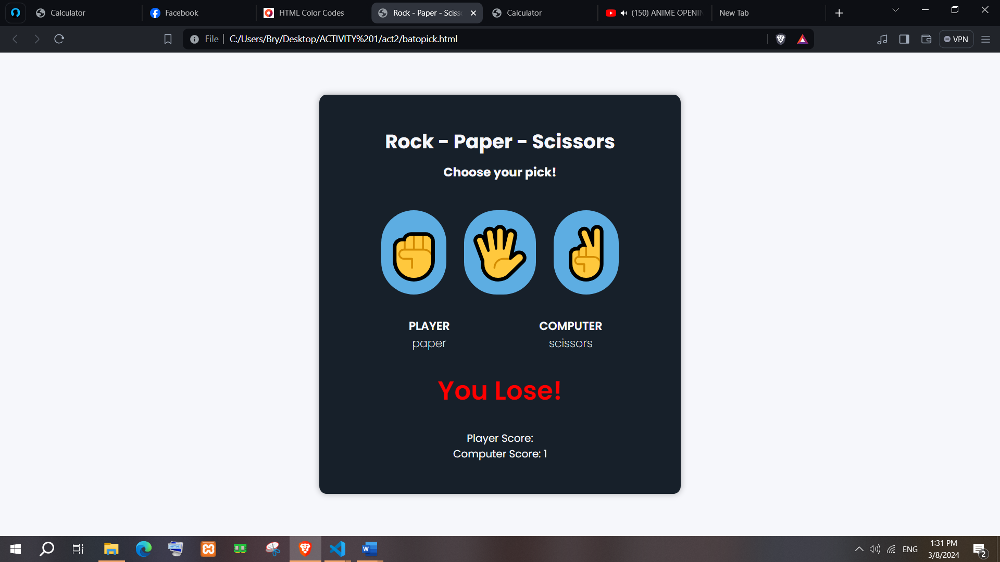 Calculator
Facebook
HTML Color Codes
Rock - Paper - Sciss
Calculator
(150) ANIME OPENIN
New Tab
File
C:/Users/Bry/Desktop/ACTIVITY%201/act2/batopick.html
VPN
Rock - Paper - Scissors
Choose your pick!
PLAYER
COMPUTER
paper
scissors
You Lose!
Player Score:
Computer Score: 1
W
ENG
1:31 PM
3/8/2024
2